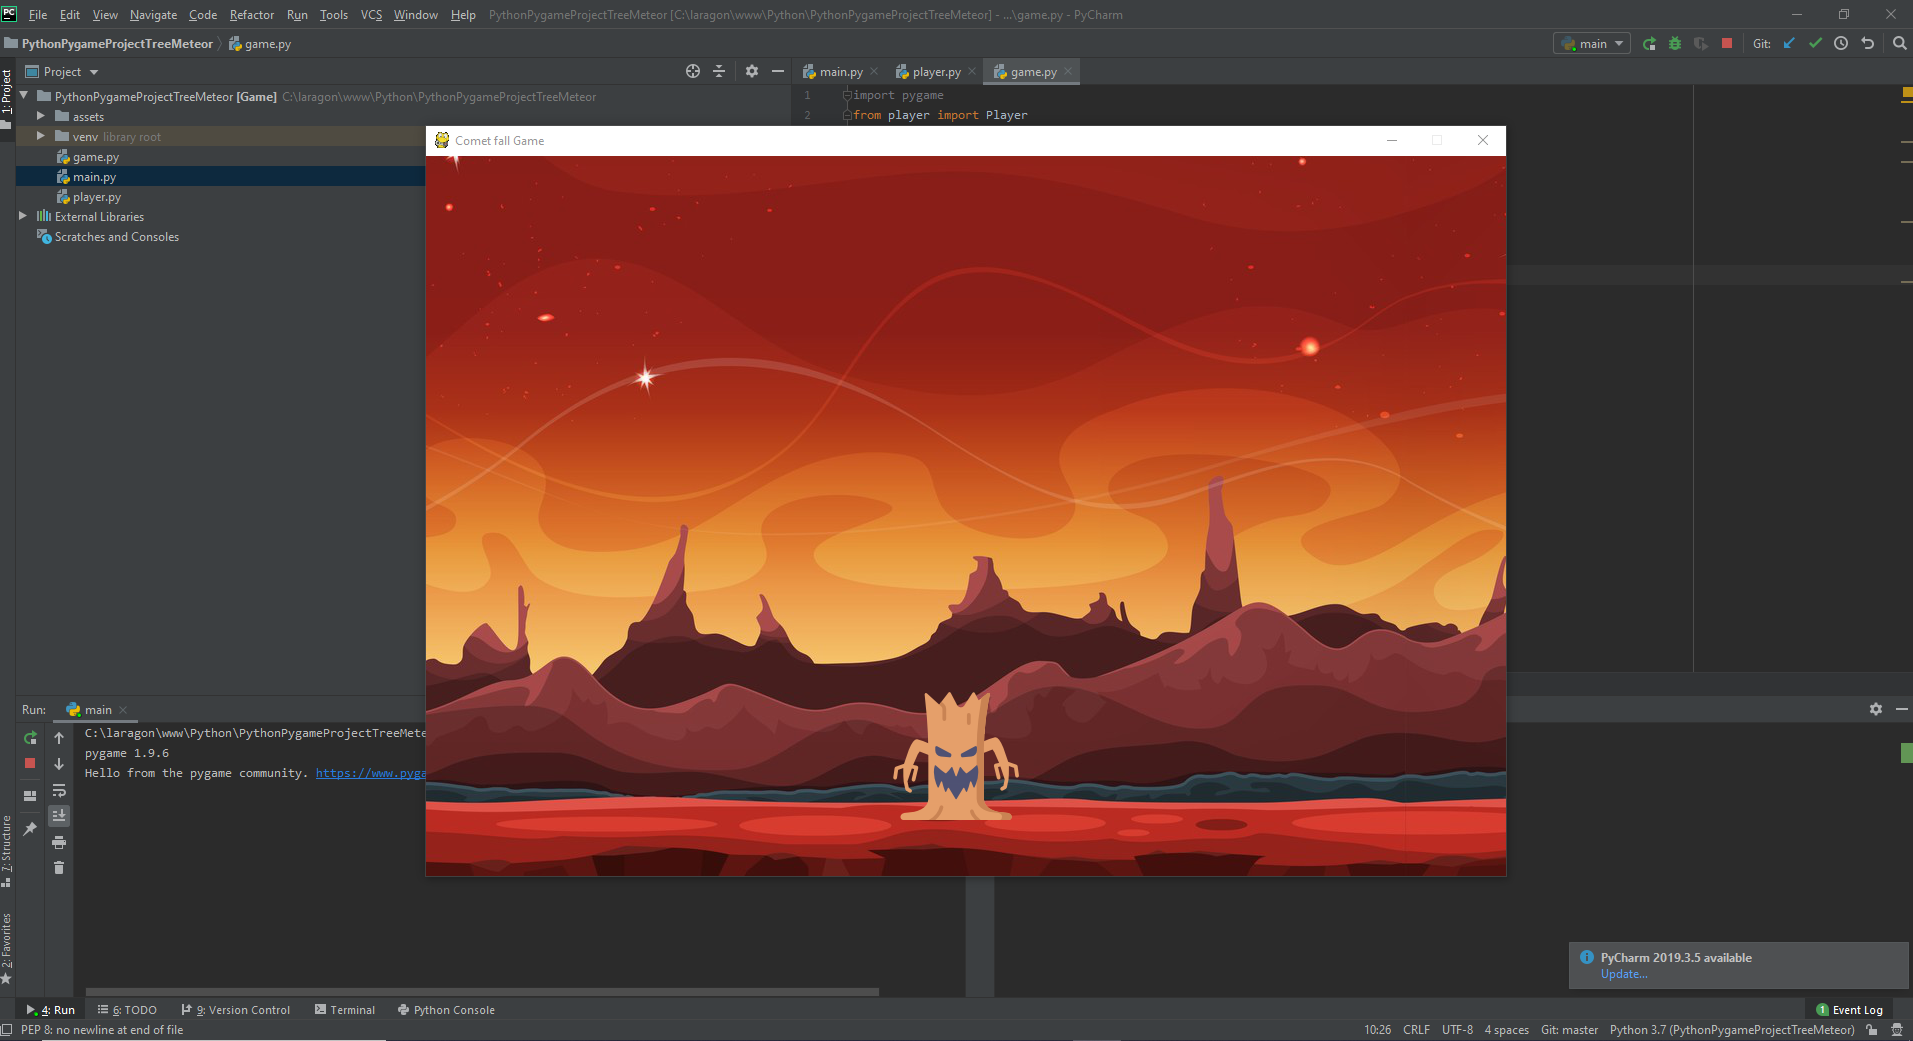 PC File Edit View Navigate Code Refactor Run Tools VCS Window Help PythonPygameProjectTreeMeteor [C:\laragon\www\Python\PythonPygameProjectTreeMeteor] - ...\game.py - PyCharm
PythonPygameProjectTreeMeteor game.py main Git:
1: Project
Project main.py player.py game.py
PythonPygameProjectTreeMeteor [Game] C:\laragon\www\Python\PythonPygameProjectTreeMeteor
assets
venv library root
game.py
main.py
player.py
External Libraries
Scratches and Consoles
1 import pygame
2 from player import Player
Comet fall Game
Run: main
C:\laragon\www\Python\PythonPygameProjectTreeMete
pygame 1.9.6
Hello from the pygame community. https://www.pyga
7: Structure
2: Favorites
PyCharm 2019.3.5 available
Update...
4: Run 6: TODO 9: Version Control Terminal Python Console 1 Event Log
PEP 8: no newline at end of file 10:26 CRLF UTF-8 4 spaces Git: master Python 3.7 (PythonPygameProjectTreeMeteor)